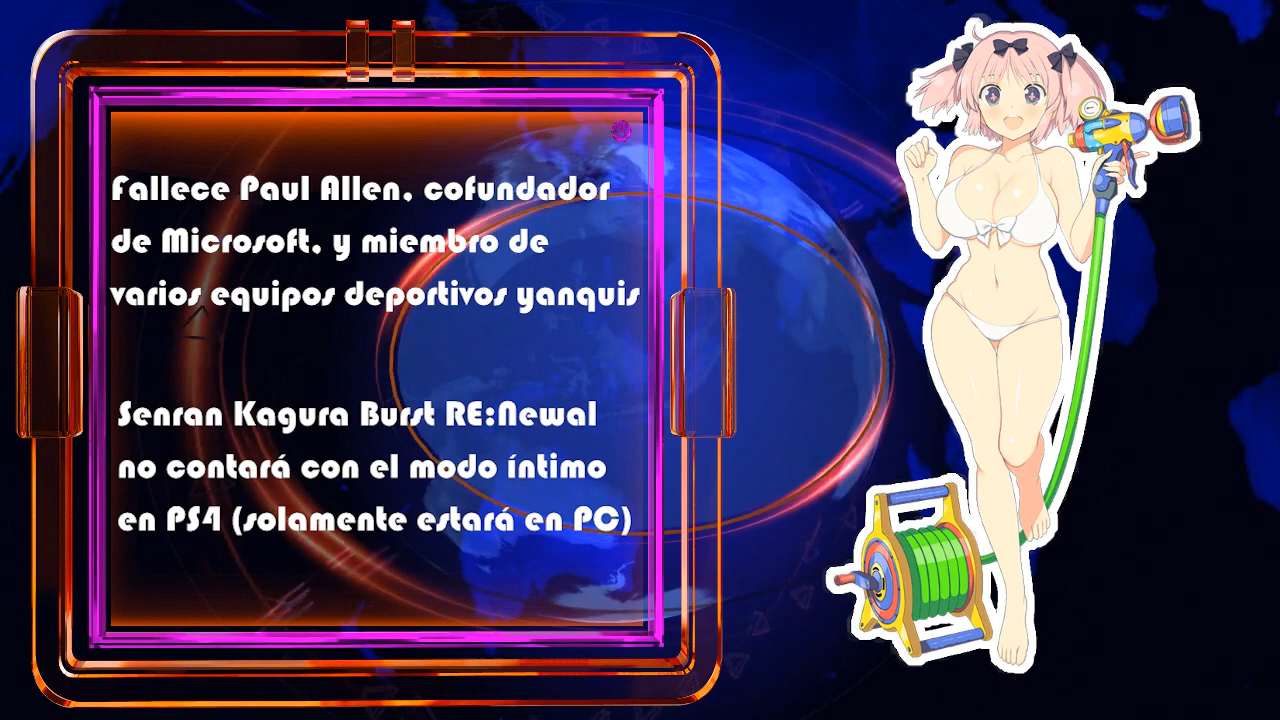 Fallece Paul Allen, cofundador
de Microsoft, y miembro de
varios equipos deportivos yanquis
Senran Kagura Burst RE:Newal
no contará con el modo íntimo
en PS4 (solamente estará en PC)